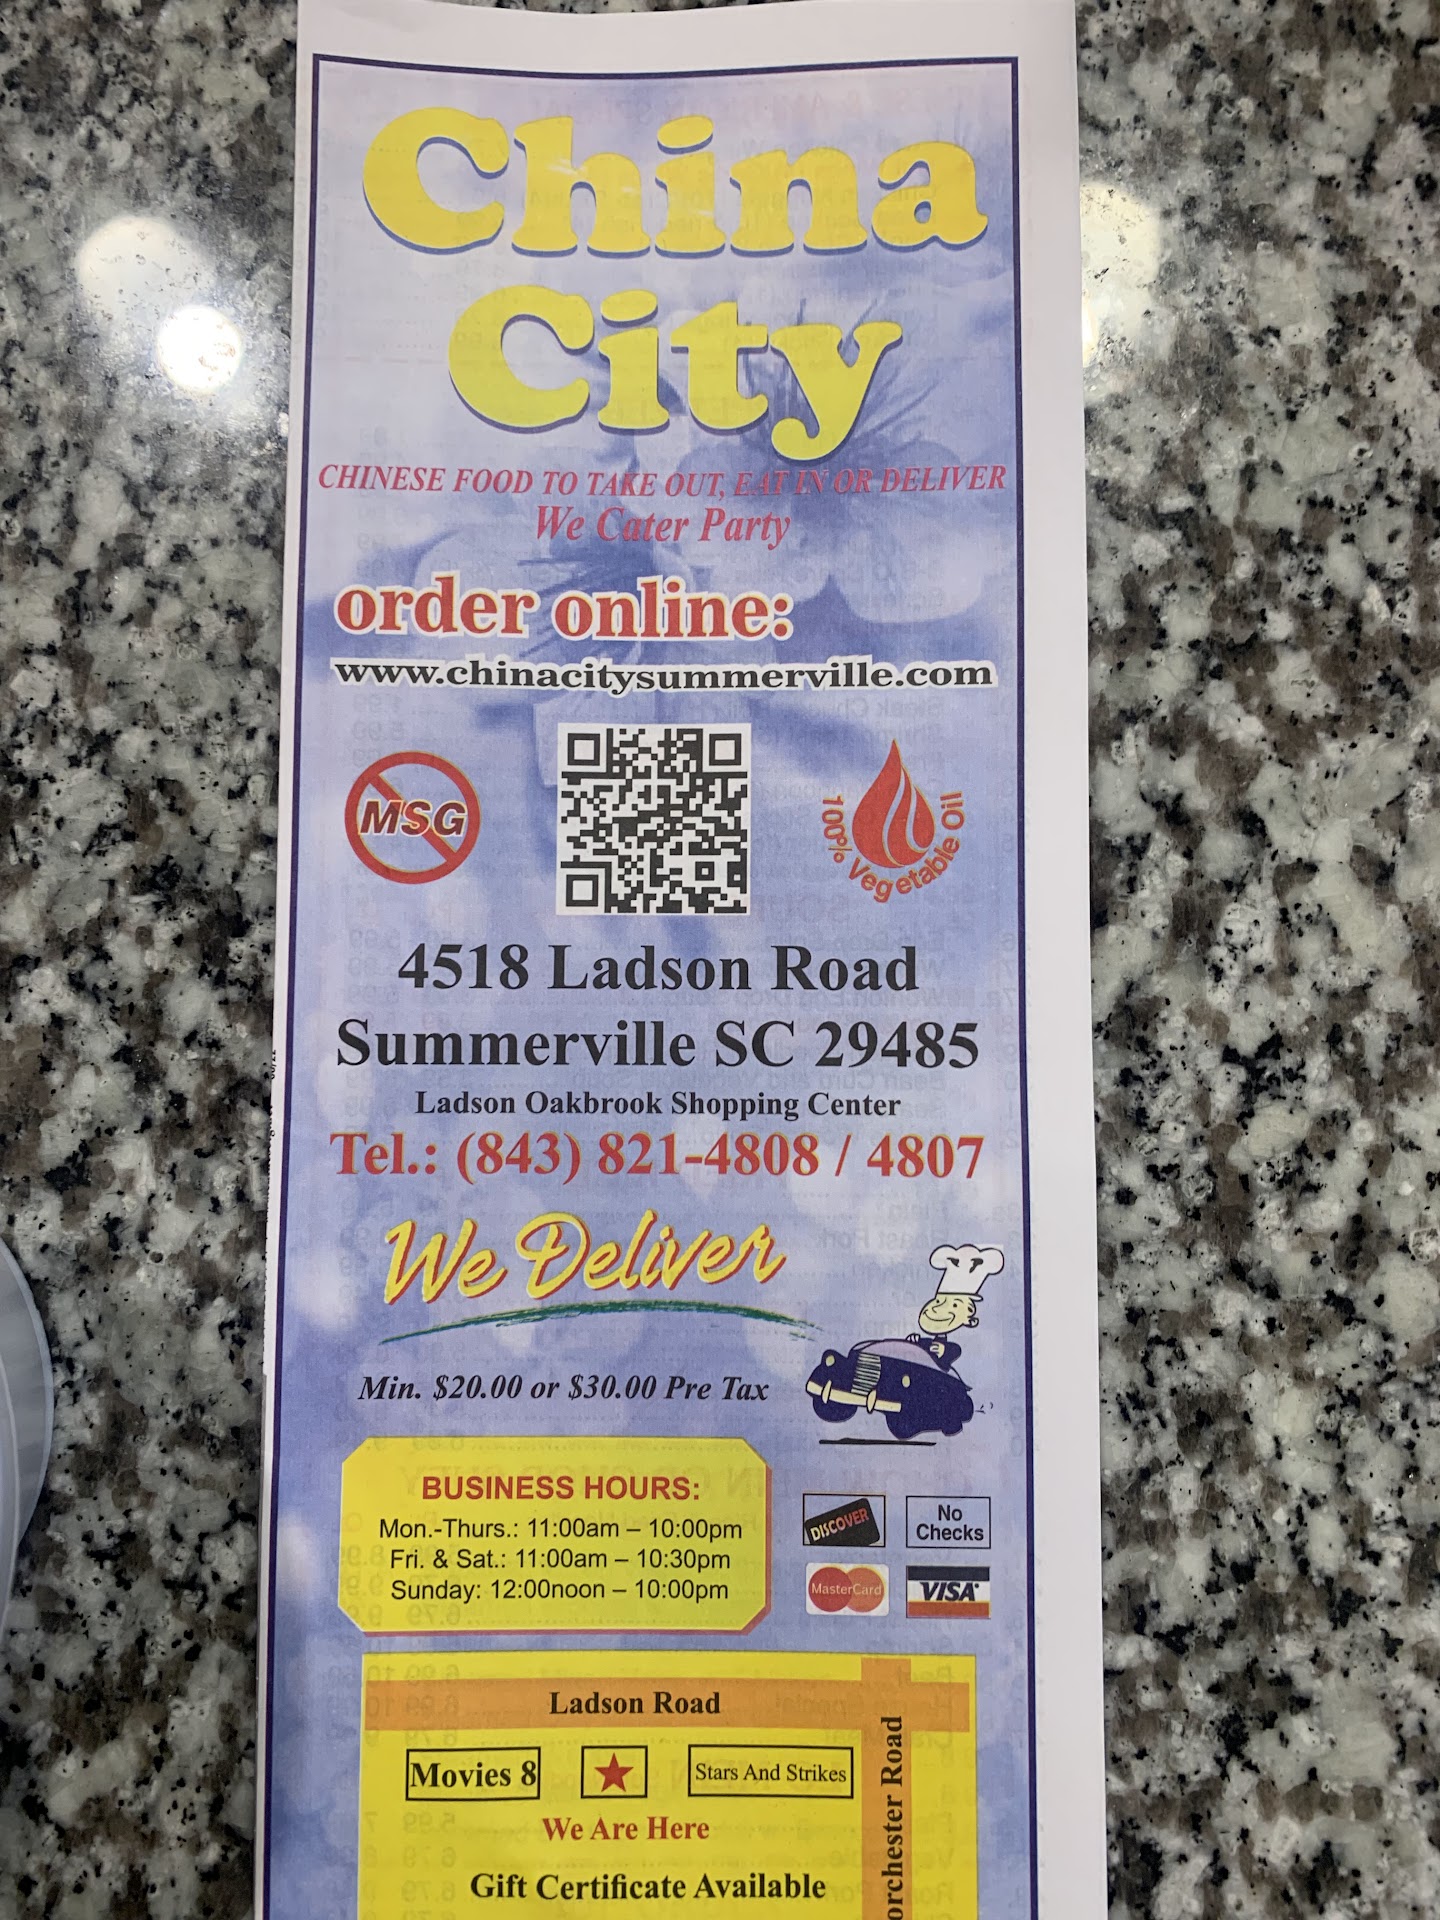 China
City
CHINESE FOOD TO TAKE OUT, EAT IN OR DELIVER
We Cater Party
order online:
www.chinacitysummerville.com
MSG
100% Vegetable Oil
4518 Ladson Road
Summerville SC 29485
Ladson Oakbrook Shopping Center
Tel.: (843) 821-4808 / 4807
We Deliver
Min. $20.00 or $30.00 Pre Tax
BUSINESS HOURS:
Mon.-Thurs.: 11:00am – 10:00pm
Fri. & Sat.: 11:00am – 10:30pm
Sunday: 12:00noon – 10:00pm
DISCOVER
No
Checks
MasterCard
VISA
Ladson Road
Movies 8
Stars And Strikes
We Are Here
orchester Road
Gift Certificate Available